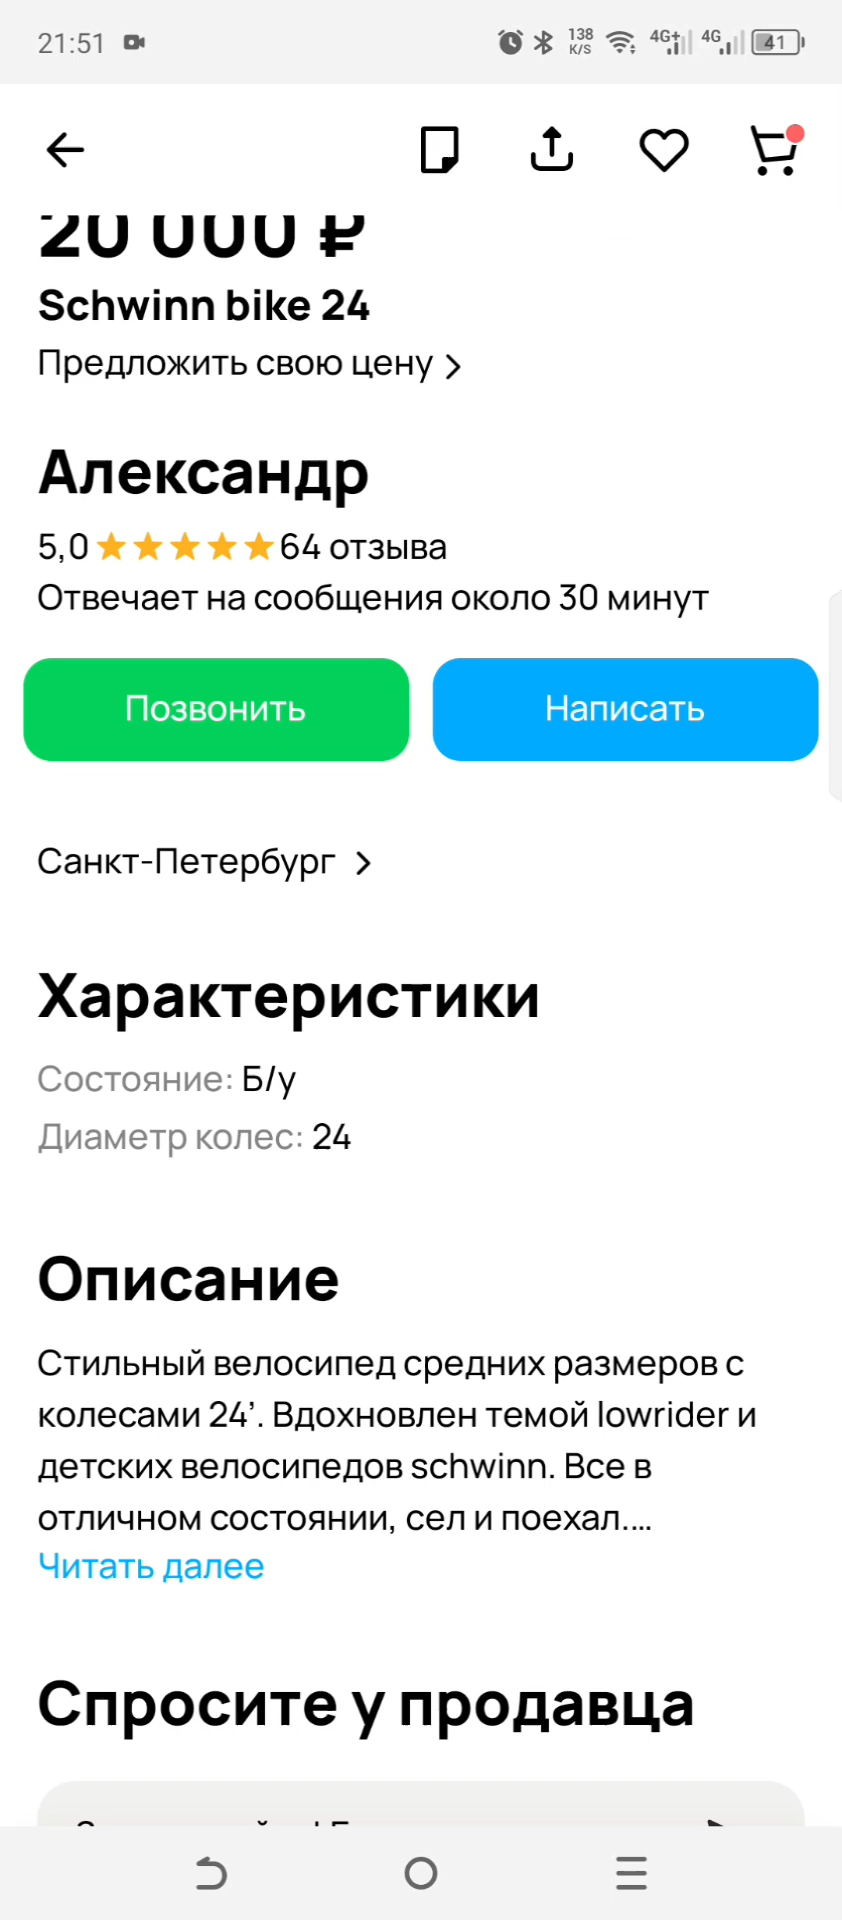 21:51
138
K/S
4G+
4G
41
20 000 ₽
Schwinn bike 24
Предложить свою цену
Александр
5,0 64 отзыва
Отвечает на сообщения около 30 минут
Позвонить
Написать
Санкт-Петербург
Характеристики
Состояние: Б/у
Диаметр колес: 24
Описание
Стильный велосипед средних размеров с
колесами 24’. Вдохновлен темой lowrider и
детских велосипедов schwinn. Все в
отличном состоянии, сел и поехал....
Читать далее
Спросите у продавца